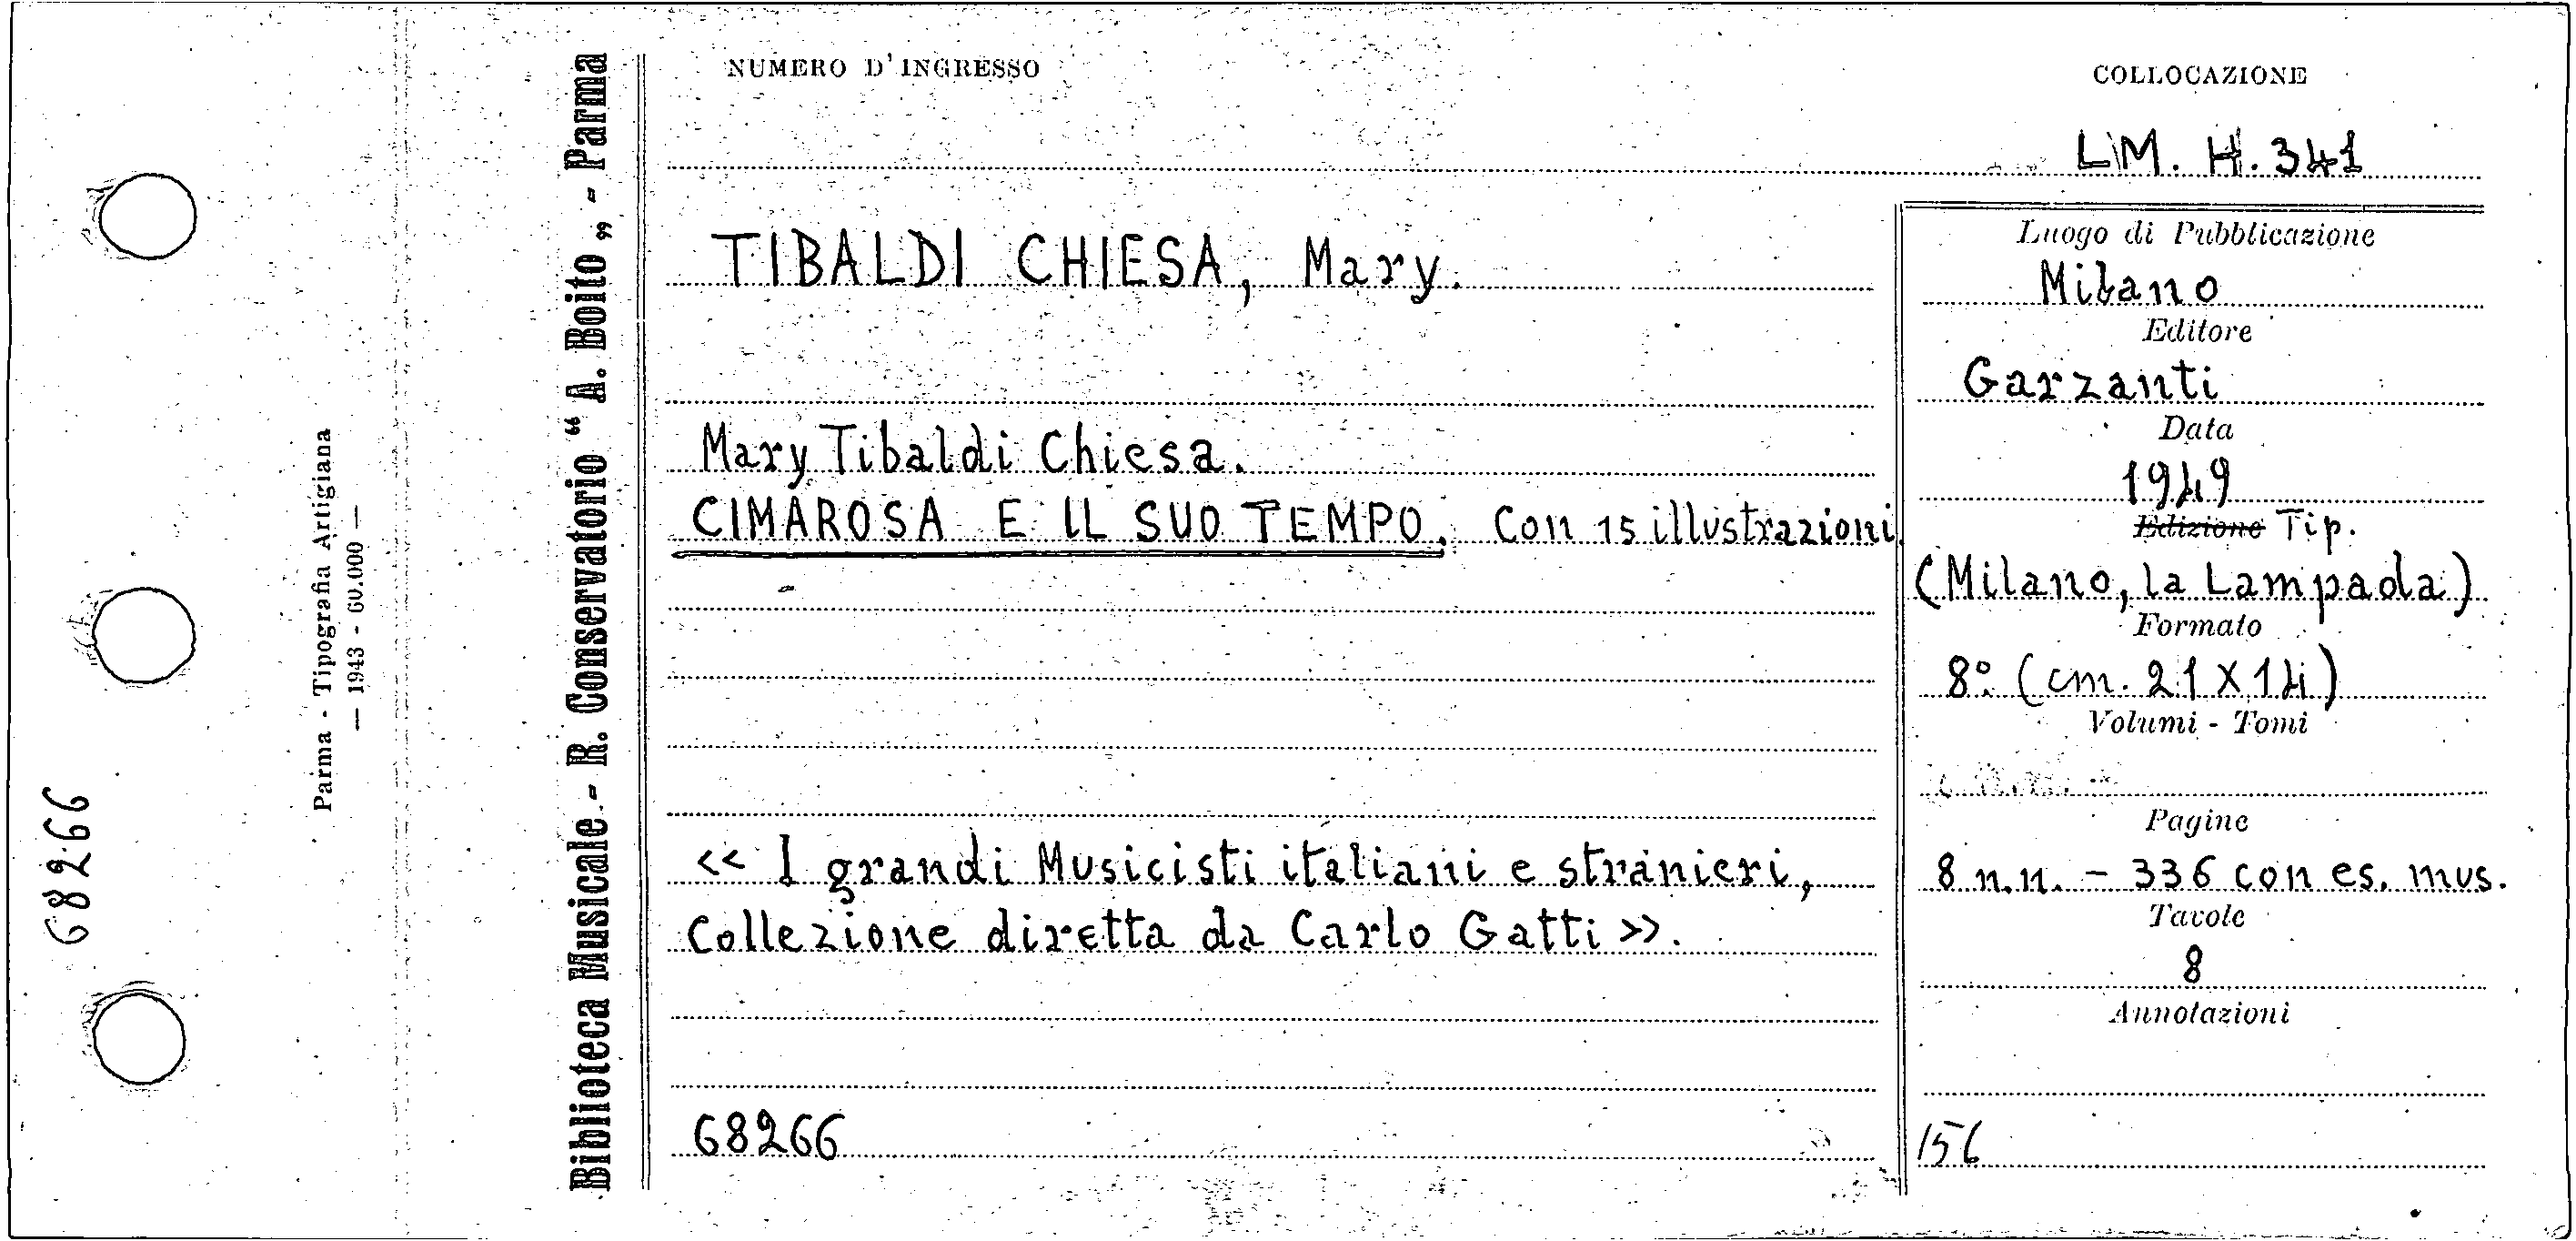 68266
Parma - Tipografia Artigiana
— 1943 - 60.000 —
Biblioteca Musicale - R. Conservatorio “ A. Boito „ - Parma
NUMERO D'INGRESSO
COLLOCAZIONE
LM. H. 341
TIBALDI CHIESA, Mary.
Mary Tibaldi Chiesa.
CIMAROSA E IL SUO TEMPO. Con 15 illustrazioni.
<< I grandi Musicisti italiani e stranieri,
Collezione diretta da Carlo Gatti >>.
68266
Luogo di Pubblicazione
Milano
Editore
Garzanti
Data
1949
Edizione Tip.
(Milano, la Lampada)
Formato
8º (cm. 21 X 14)
Volumi - Tomi
Pagine
8 n.n. - 336 con es. mus.
Tavole
8
Annotazioni
156